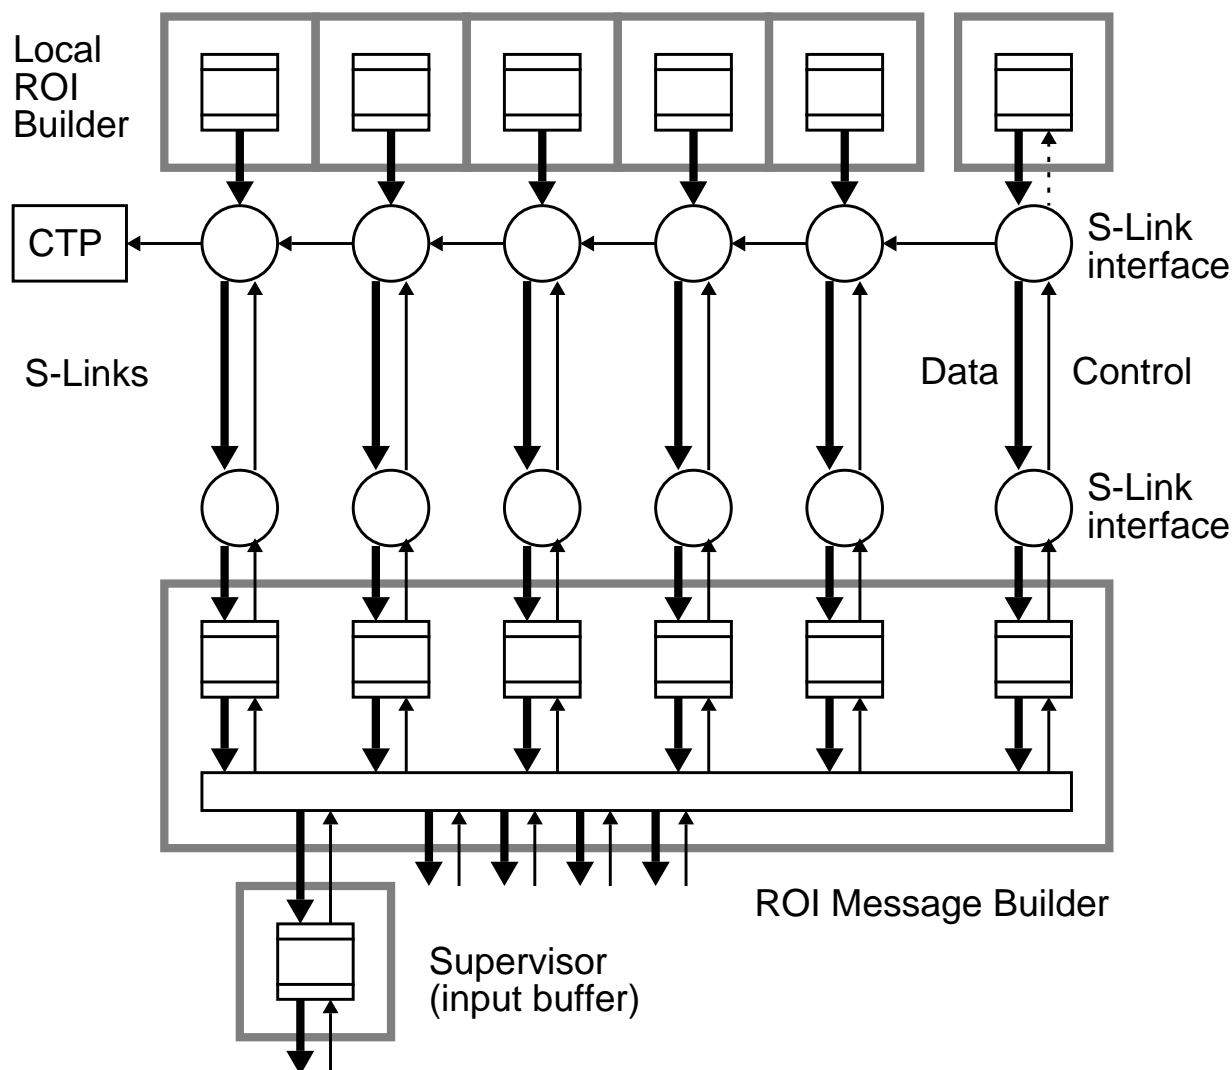 Local
ROI
Builder
CTP
S-Link
interface
S-Links
Data
Control
S-Link
interface
ROI Message Builder
Supervisor
(input buffer)